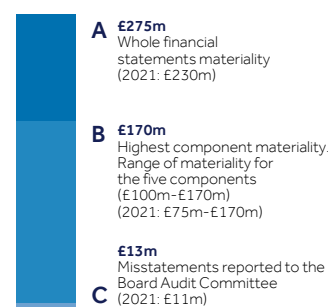 A £275m
Whole financial
statements materiality
(2021: £230m)
B £170m
Highest component materiality.
Range of materiality for
the five components
(£100m-£170m)
(2021: £75m-£170m)
£13m
Misstatements reported to the
Board Audit Committee
C (2021: £11m)